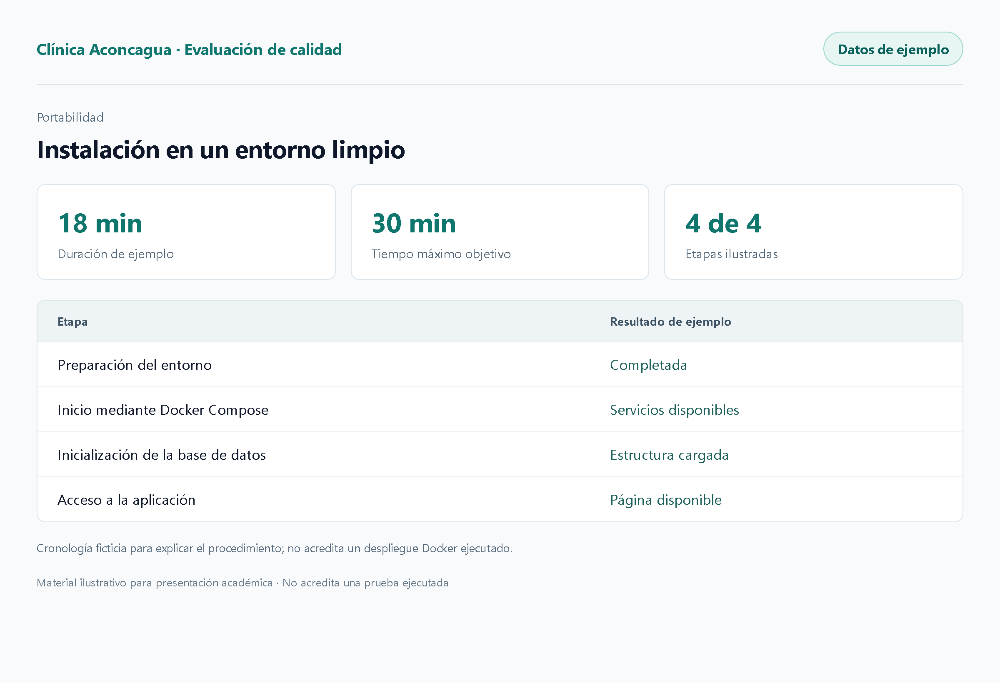 Clínica Aconcagua · Evaluación de calidad
Datos de ejemplo
Portabilidad
Instalación en un entorno limpio
18 min
Duración de ejemplo
30 min
Tiempo máximo objetivo
4 de 4
Etapas ilustradas
Etapa
Resultado de ejemplo
Preparación del entorno
Completada
Inicio mediante Docker Compose
Servicios disponibles
Inicialización de la base de datos
Estructura cargada
Acceso a la aplicación
Página disponible
Cronología ficticia para explicar el procedimiento; no acredita un despliegue Docker ejecutado.
Material ilustrativo para presentación académica · No acredita una prueba ejecutada